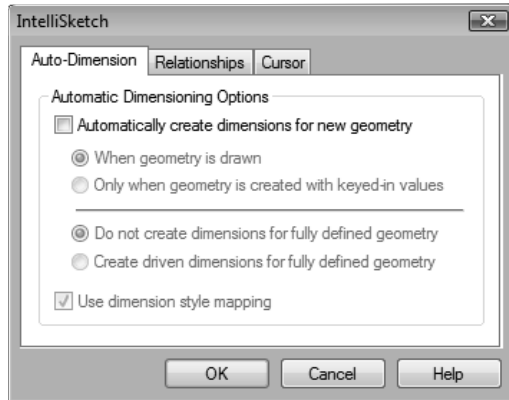 IntelliSketch
Auto-Dimension Relationships Cursor
Automatic Dimensioning Options
Automatically create dimensions for new geometry
When geometry is drawn
Only when geometry is created with keyed-in values
Do not create dimensions for fully defined geometry
Create driven dimensions for fully defined geometry
Use dimension style mapping
OK Cancel Help